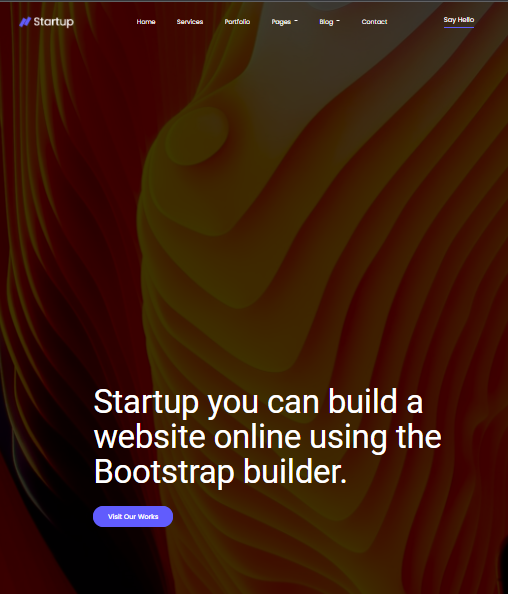 Startup
Home Services Portfolio Pages Blog Contact Say Hello
Startup you can build a
website online using the
Bootstrap builder.
Visit Our Works